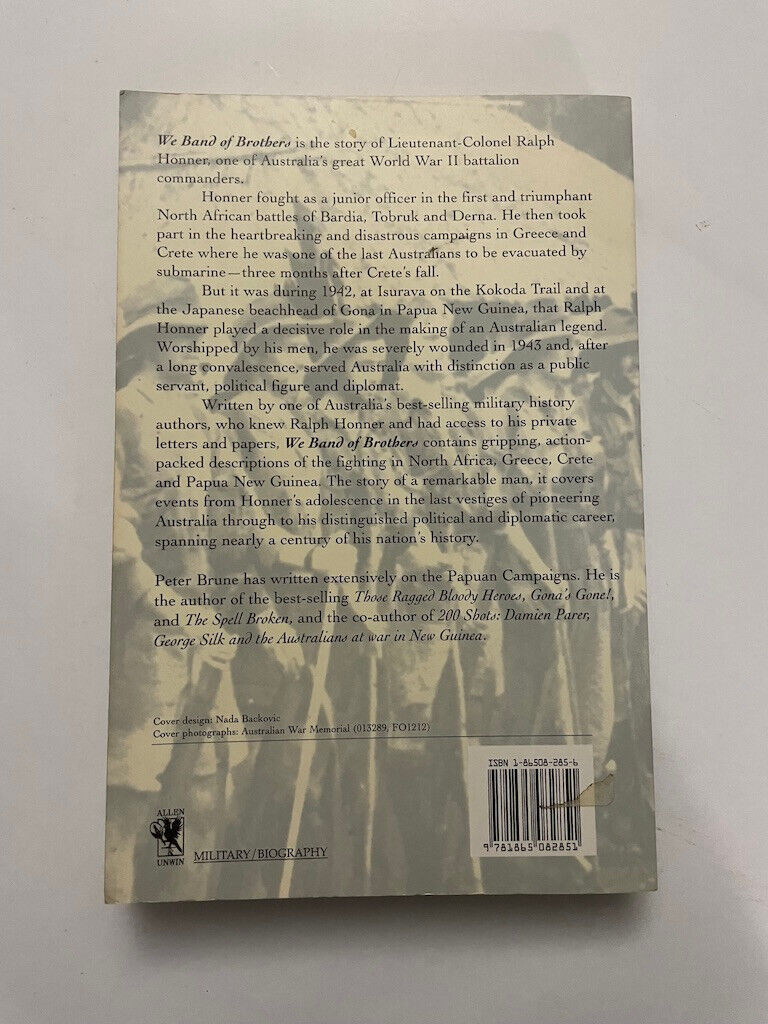 We Band of Brothers is the story of Lieutenant-Colonel Ralph
Honner, one of Australia's great World War II battalion
commanders.
Honner fought as a junior officer in the first and triumphant
North African battles of Bardia, Tobruk and Derna. He then took
part in the heartbreaking and disastrous campaigns in Greece and
Crete where he was one of the last Australians to be evacuated by
submarine—three months after Crete's fall.
But it was during 1942, at Isurava on the Kokoda Trail and at
the Japanese beachhead of Gona in Papua New Guinea, that Ralph
Honner played a decisive role in the making of an Australian legend.
Worshipped by his men, he was severely wounded in 1943 and, after
a long convalescence, served Australia with distinction as a public
servant, political figure and diplomat.
Written by one of Australia's best-selling military history
authors, who knew Ralph Honner and had access to his private
letters and papers, We Band of Brothers contains gripping, action-
packed descriptions of the fighting in North Africa, Greece, Crete
and Papua New Guinea. The story of a remarkable man, it covers
events from Honner's adolescence in the last vestiges of pioneering
Australia through to his distinguished political and diplomatic career,
spanning nearly a century of his nation's history.
Peter Brune has written extensively on the Papuan Campaigns. He is
the author of the best-selling Those Ragged Bloody Heroes, Gona's Gone!,
and The Spell Broken, and the co-author of 200 Shots: Damien Parer,
George Silk and the Australians at war in New Guinea.
Cover design: Nada Backovic
Cover photographs: Australian War Memorial (013289, FO1212)
ISBN 1-86508-285-6
9 781865 082851
ALLEN
&
UNWIN
MILITARY/BIOGRAPHY